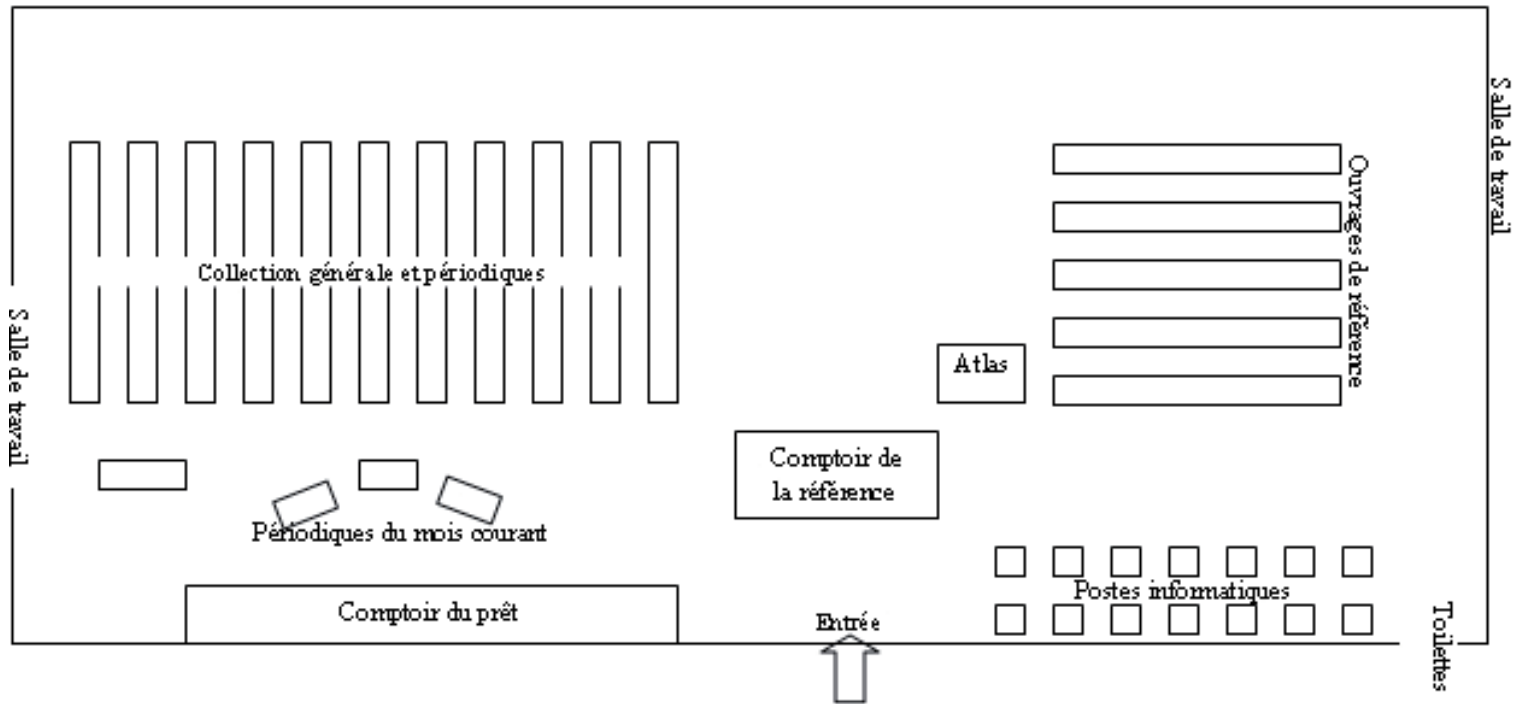 Salle de travail
Ouvrages de référence
Collection générale et périodiques
Salle de travail
Atlas
Comptoir de
la référence
Périodiques du mois courant
Postes informatiques
Comptoir du prêt
Entrée
Toilettes